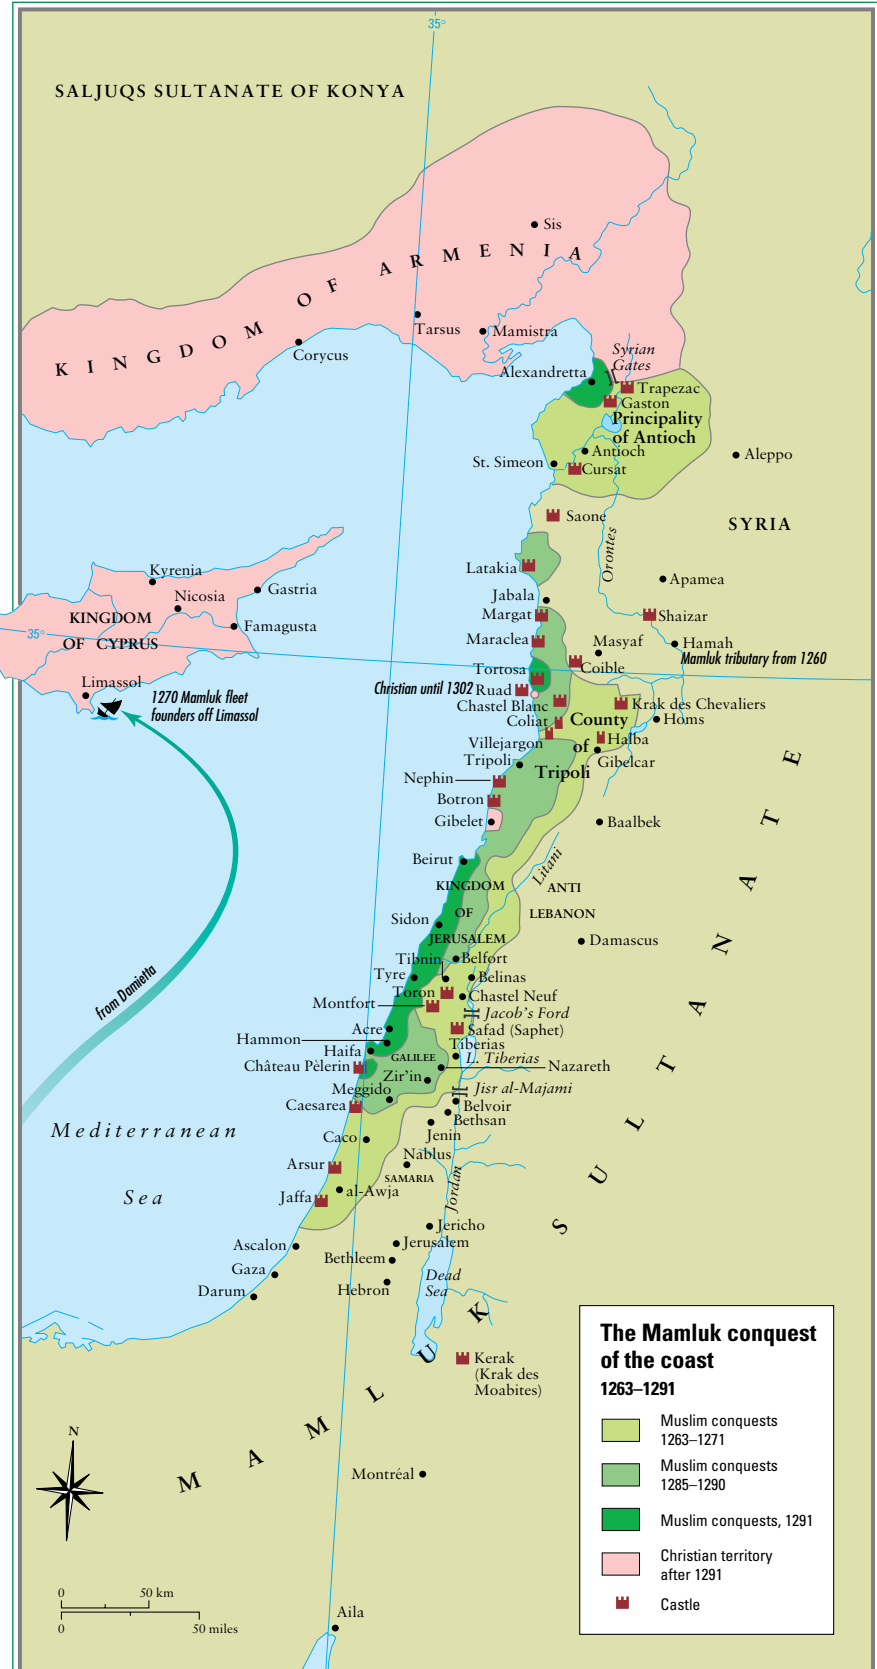 35°
SALJUQS SULTANATE OF KONYA
Sis
KINGDOM OF ARMENIA
Tarsus
Mamistra
Corycus
Syrian
Gates
Alexandretta
Trapezac
Gaston
Principality
of Antioch
Antioch
Aleppo
St. Simeon
Cursat
Saone
SYRIA
Orontes
Latakia
Apamea
Kyrenia
Gastria
Nicosia
Jabala
Margat
Shaizar
KINGDOM
OF CYPRUS
Famagusta
35°
Maraclea
Masyaf
Hamah
Mamluk tributary from 1260
Coible
Tortosa
Limassol
1270 Mamluk fleet
founders off Limassol
Christian until 1302
Ruad
Chastel Blanc
Krak des Chevaliers
Coliat
County
of
Tripoli
Homs
Villejargon
Halba
Tripoli
Gibelcar
Nephin
Botron
Gibelet
Baalbek
Beirut
Litani
KINGDOM
OF
JERUSALEM
ANTI
LEBANON
Sidon
Damascus
Tibnin
Belfort
Tyre
Belinas
Toron
Chastel Neuf
Montfort
Jacob's Ford
Acre
Safad (Saphet)
Hammon
Tiberias
Haifa
GALILEE
L. Tiberias
Château Pèlerin
Nazareth
Zir'in
Meggido
Jisr al-Majami
Caesarea
Belvoir
Bethsan
from Damietta
Mediterranean
Sea
Caco
Jenin
Nablus
Arsur
SAMARIA
Jordan
Jaffa
al-Awja
Jericho
Ascalon
Jerusalem
Bethleem
Gaza
Dead
Sea
Darum
Hebron
MAMLUK SULTANATE
Kerak
(Krak des
Moabites)
Montréal
Aila
N
0 50 km
0 50 miles
The Mamluk conquest
of the coast
1263–1291
Muslim conquests
1263–1271
Muslim conquests
1285–1290
Muslim conquests, 1291
Christian territory
after 1291
Castle